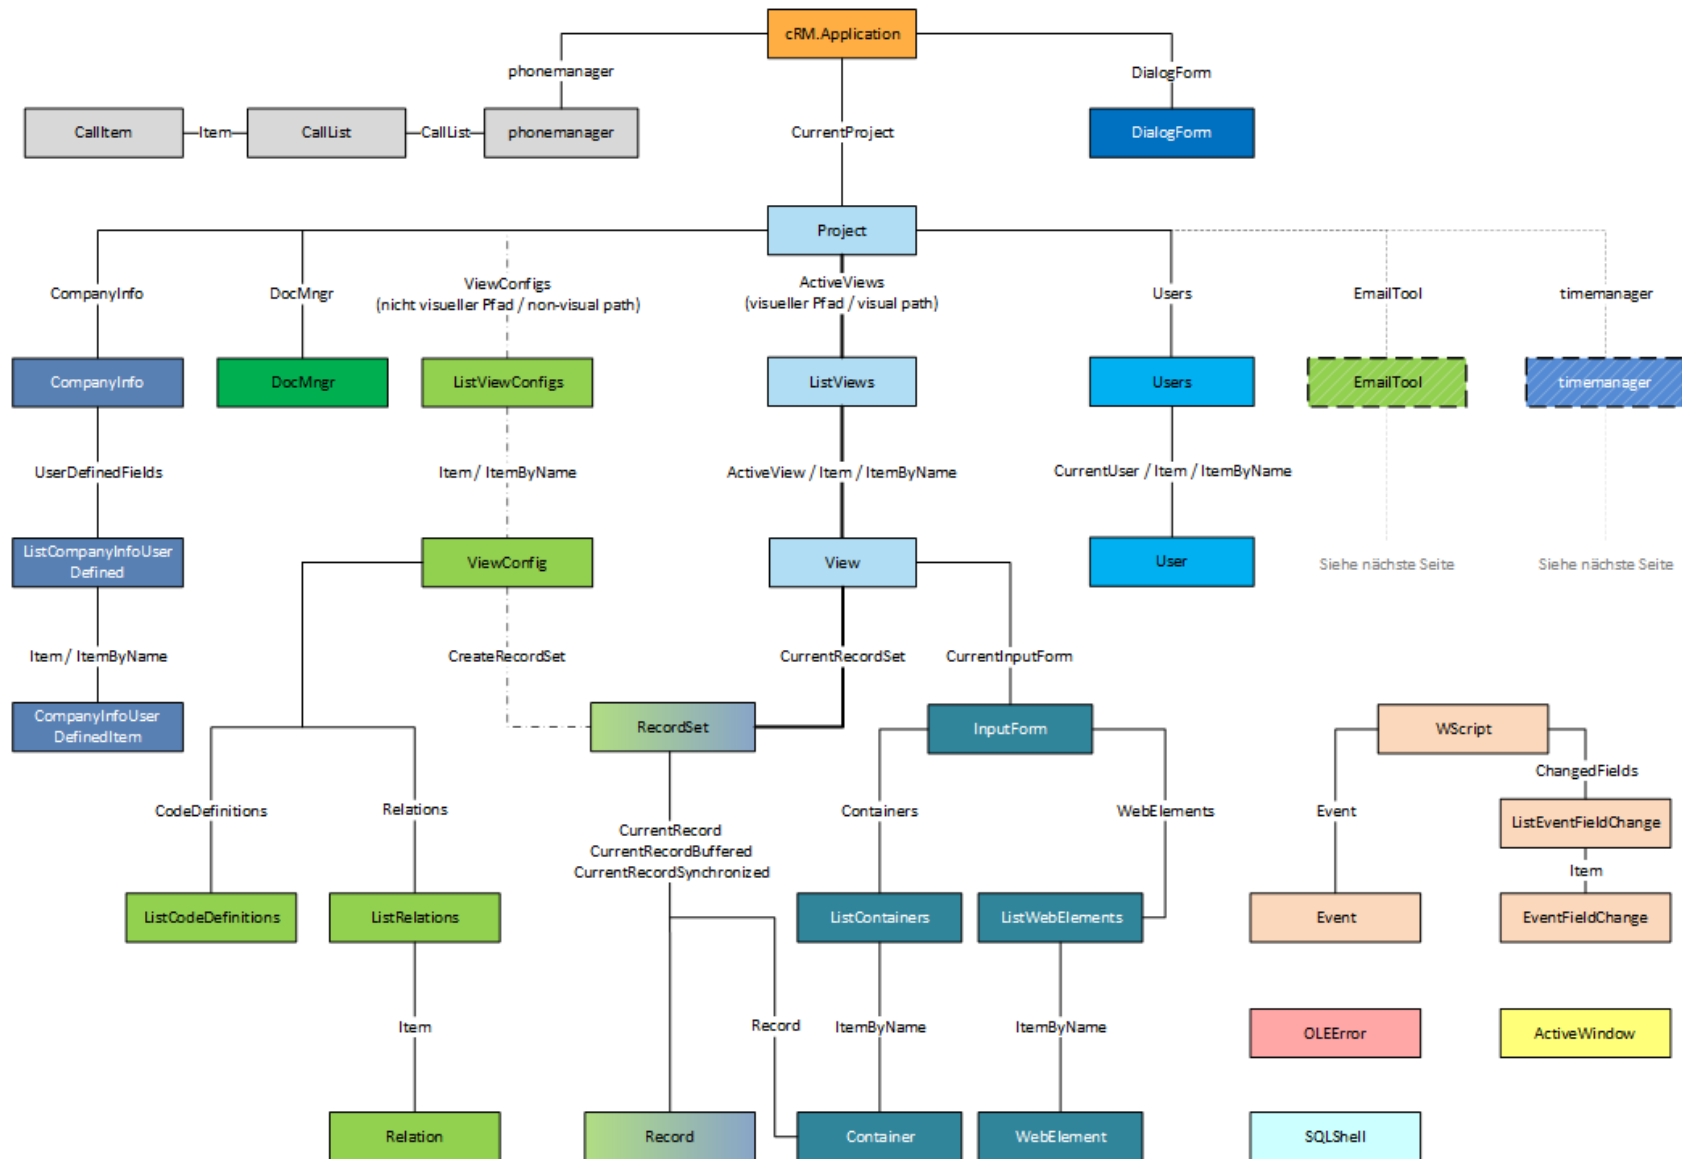 cRM.Application
phonemanager
DialogForm
CallItem
Item
CallList
CallList
phonemanager
CurrentProject
DialogForm
Project
CompanyInfo
DocMngr
ViewConfigs
(nicht visueller Pfad / non-visual path)
ActiveViews
(visueller Pfad / visual path)
Users
EmailTool
timemanager
CompanyInfo
DocMngr
ListViewConfigs
ListViews
Users
EmailTool
timemanager
UserDefinedFields
Item / ItemByName
ActiveView / Item / ItemByName
CurrentUser / Item / ItemByName
ListCompanyInfoUser
Defined
ViewConfig
View
User
Siehe nächste Seite
Siehe nächste Seite
Item / ItemByName
CreateRecordSet
CurrentRecordSet
CurrentInputForm
CompanyInfoUser
DefinedItem
RecordSet
InputForm
WScript
ChangedFields
CodeDefinitions
Relations
CurrentRecord
CurrentRecordBuffered
CurrentRecordSynchronized
Containers
WebElements
Event
ListEventFieldChange
Item
ListCodeDefinitions
ListRelations
ListContainers
ListWebElements
Event
EventFieldChange
Item
Record
ItemByName
ItemByName
OLEError
ActiveWindow
Relation
Record
Container
WebElement
SQLShell